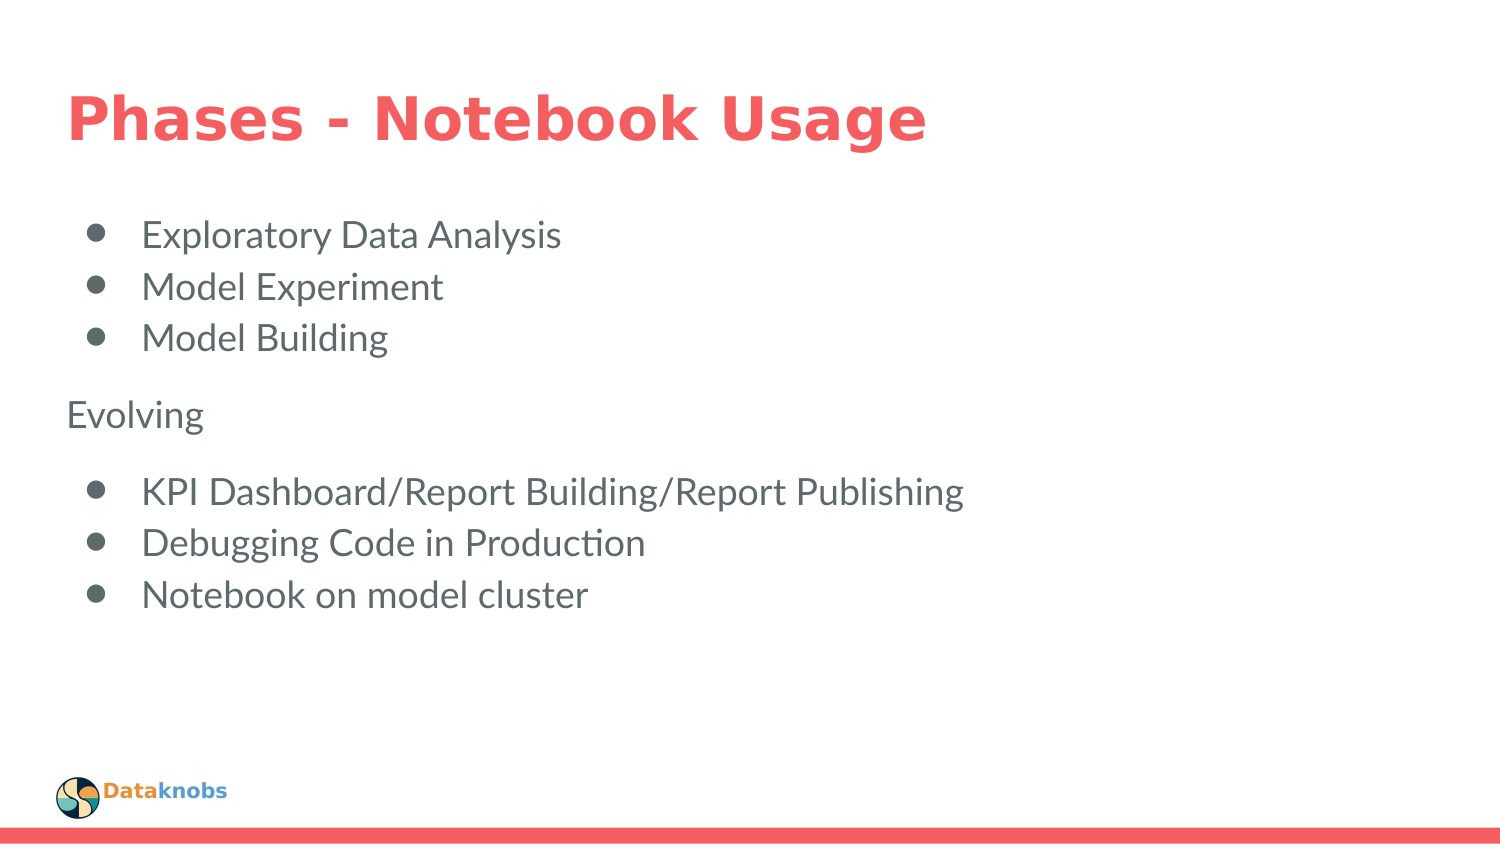 Phases - Notebook Usage
● Exploratory Data Analysis
● Model Experiment
● Model Building
Evolving
● KPI Dashboard/Report Building/Report Publishing
● Debugging Code in Production
● Notebook on model cluster
Dataknobs